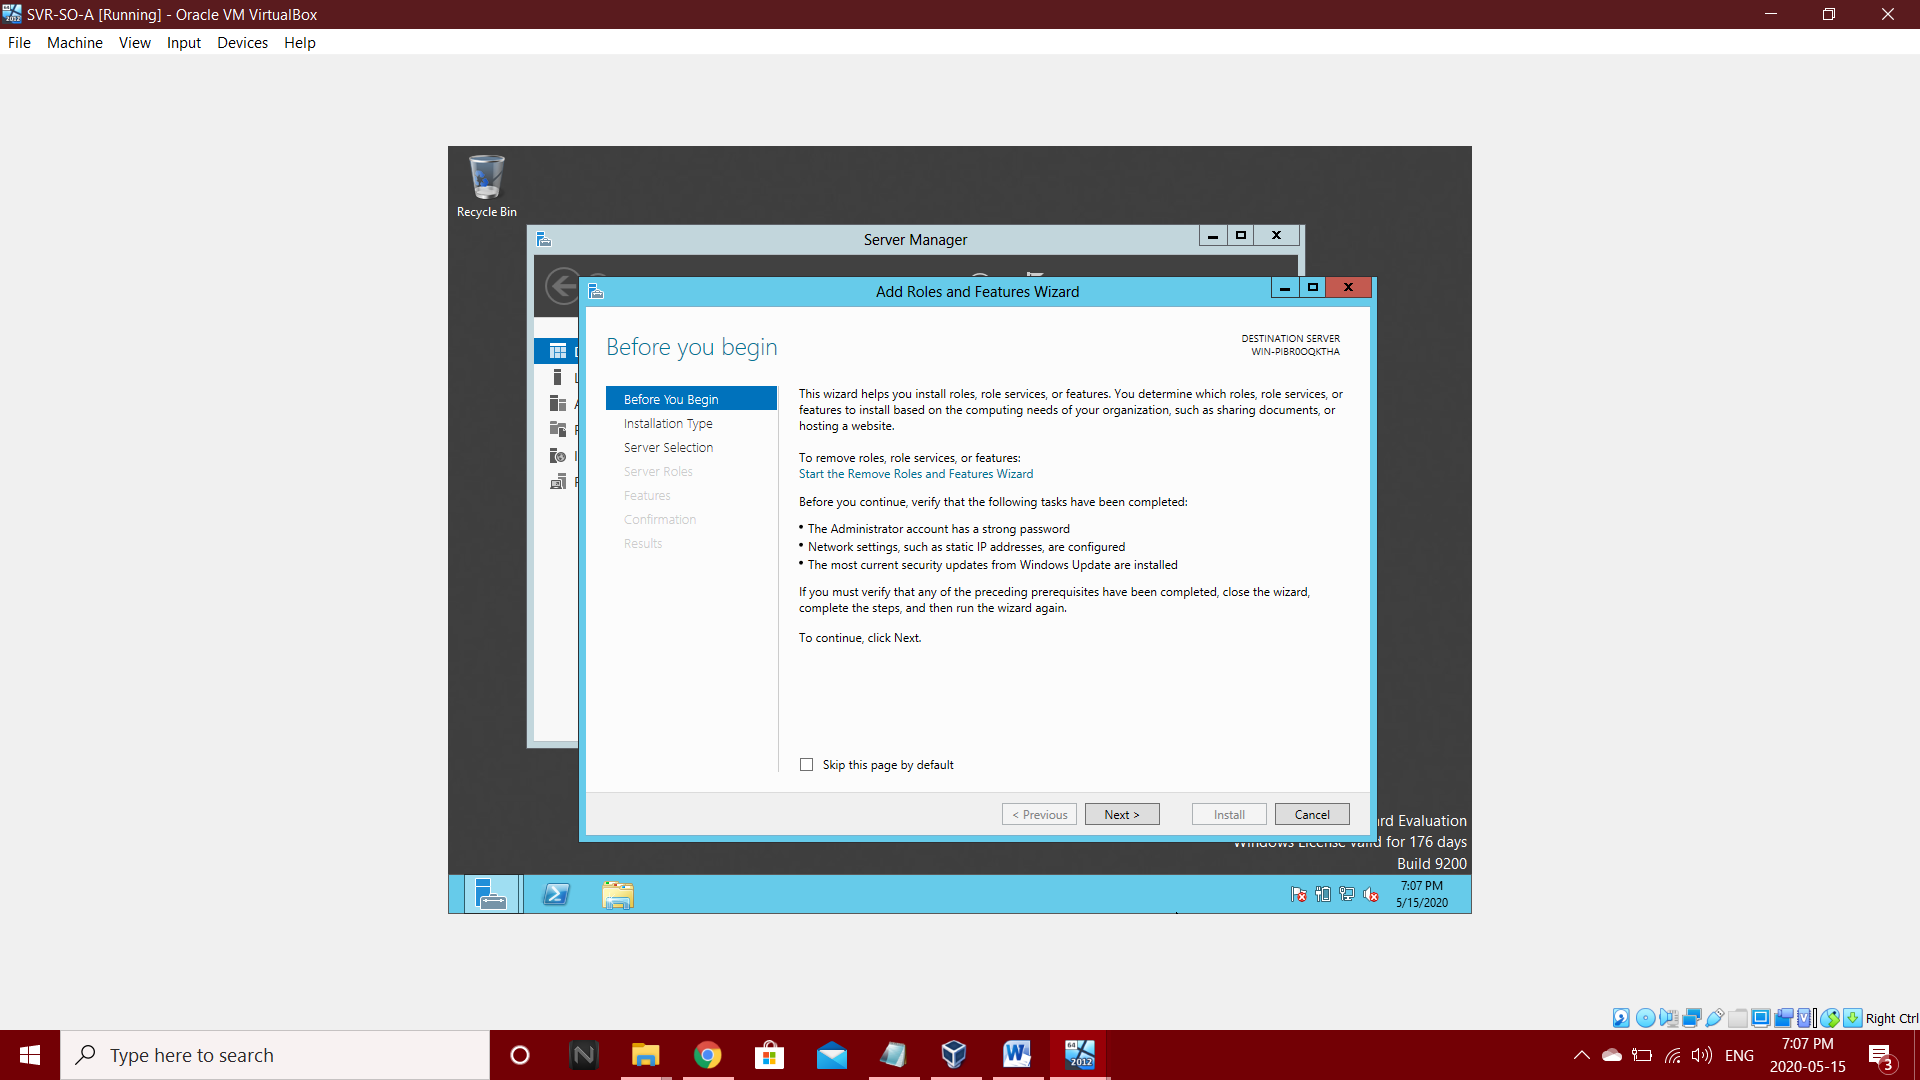 SVR-SO-A [Running] - Oracle VM VirtualBox
File Machine View Input Devices Help
Recycle Bin
Server Manager
Add Roles and Features Wizard
Before you begin
DESTINATION SERVER
WIN-PIBR0OQKTHA
Before You Begin
Installation Type
Server Selection
Server Roles
Features
Confirmation
Results
This wizard helps you install roles, role services, or features. You determine which roles, role services, or
features to install based on the computing needs of your organization, such as sharing documents, or
hosting a website.
To remove roles, role services, or features:
Start the Remove Roles and Features Wizard
Before you continue, verify that the following tasks have been completed:
• The Administrator account has a strong password
• Network settings, such as static IP addresses, are configured
• The most current security updates from Windows Update are installed
If you must verify that any of the preceding prerequisites have been completed, close the wizard,
complete the steps, and then run the wizard again.
To continue, click Next.
Skip this page by default
< Previous Next > Install Cancel
Evaluation
Windows License valid for 176 days
Build 9200
7:07 PM
5/15/2020
Right Ctrl
Type here to search
64
2012
ENG
7:07 PM
2020-05-15
3